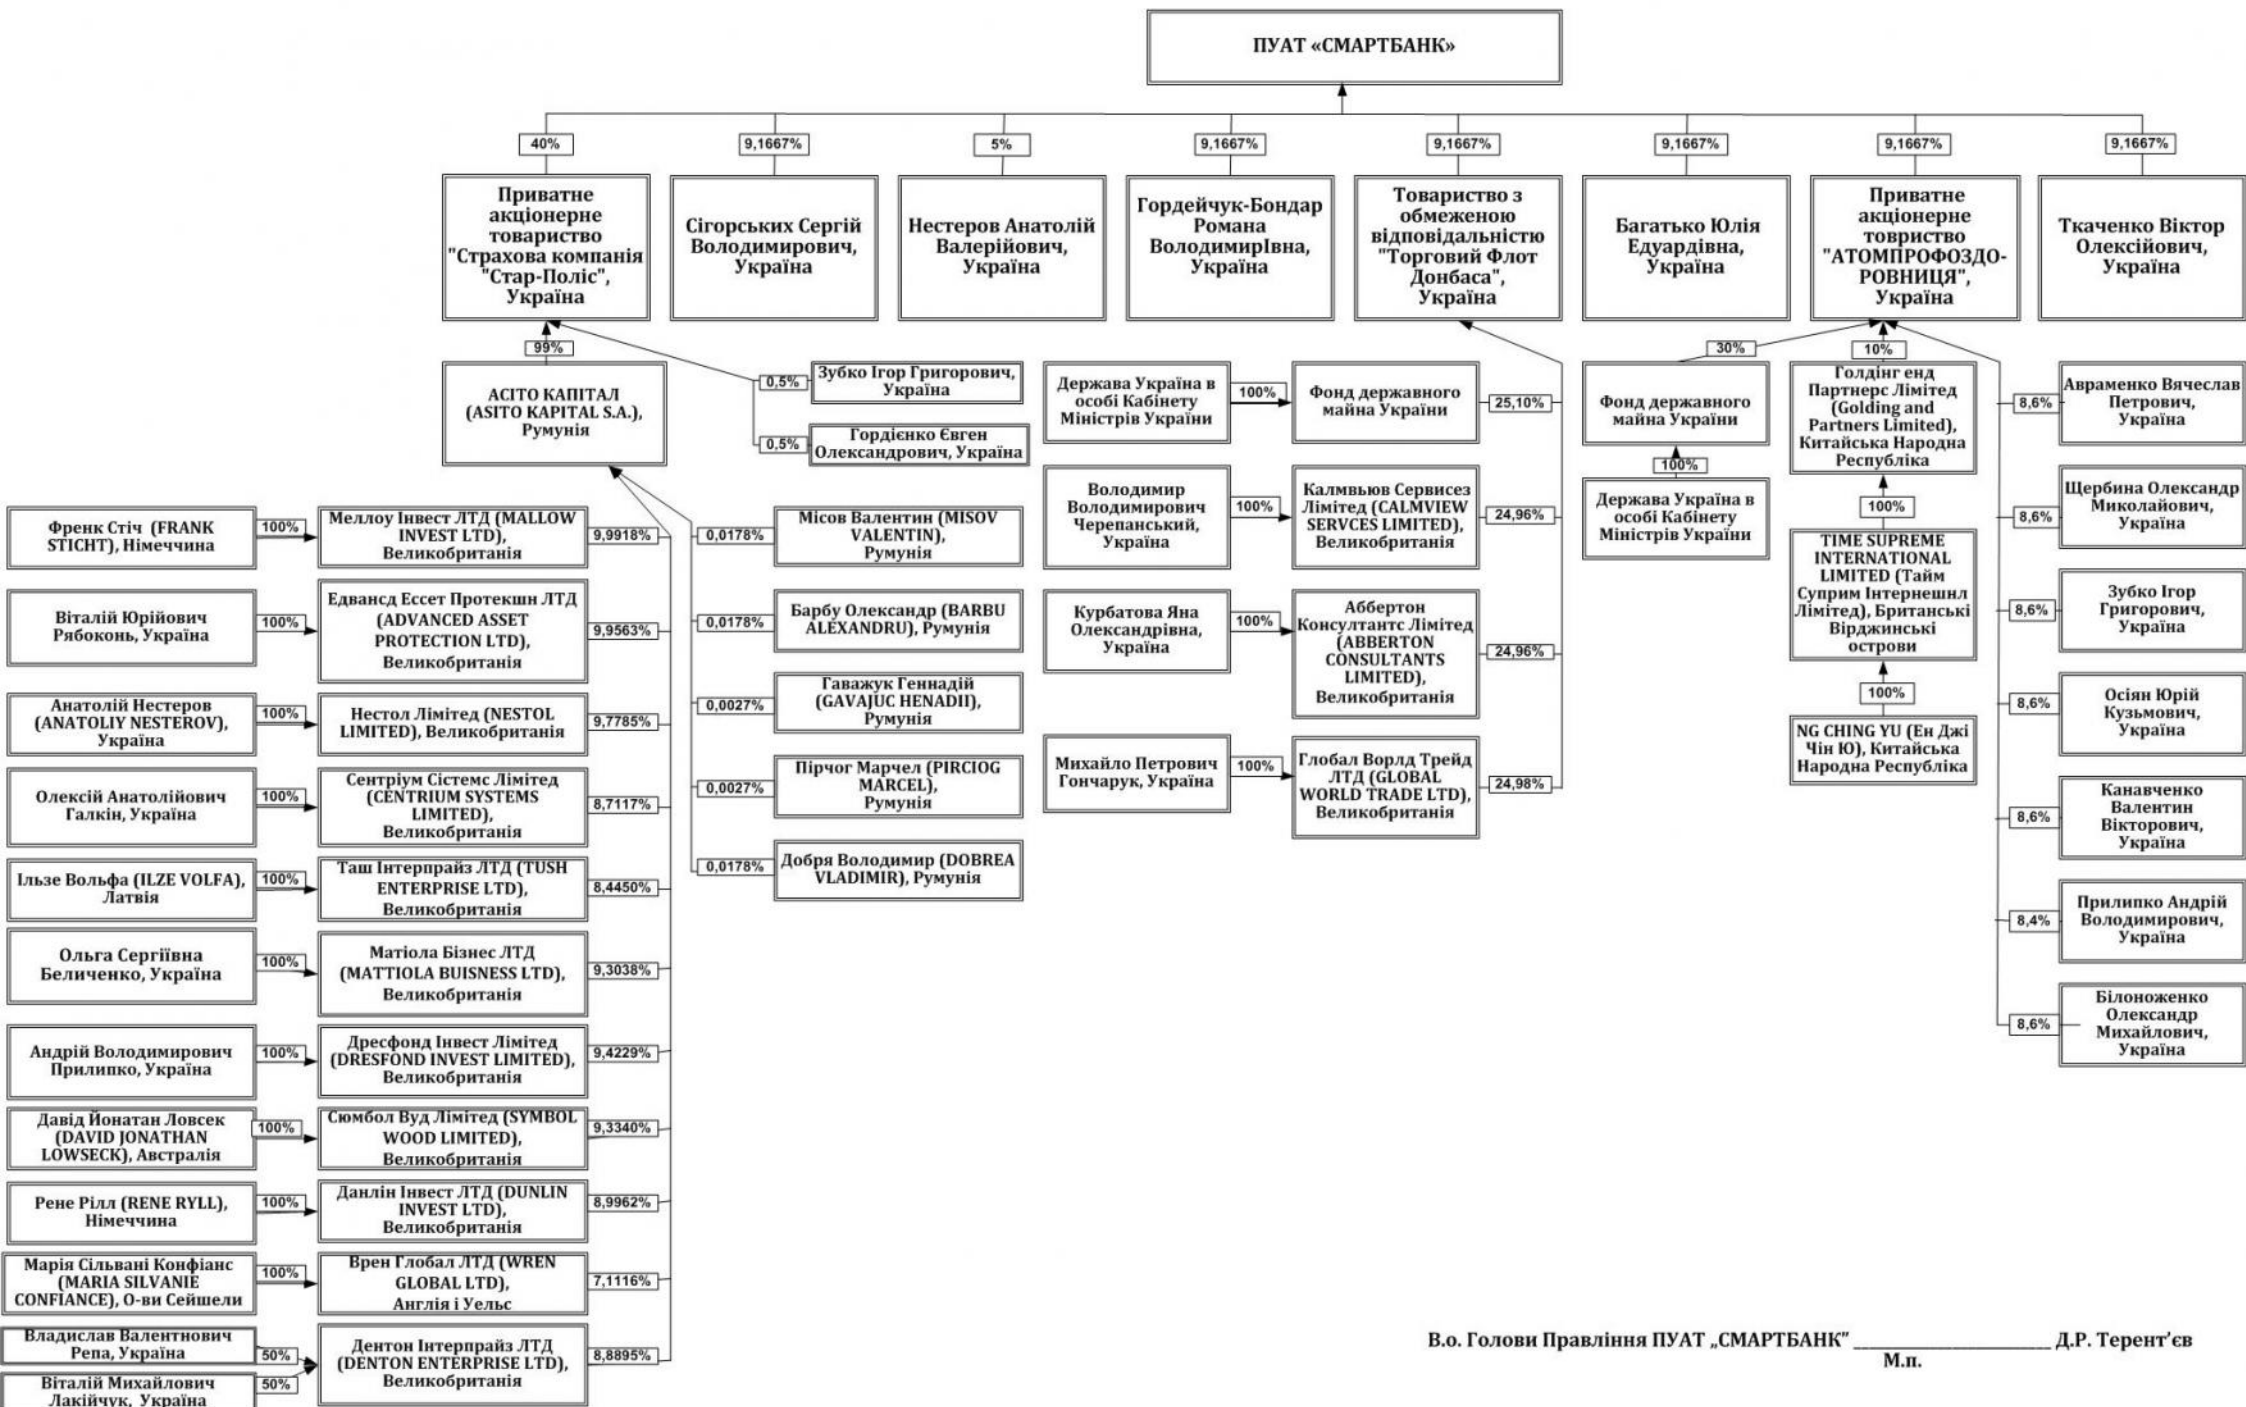 ПУАТ «СМАРТБАНК»
40%
9,1667%
5%
9,1667%
9,1667%
9,1667%
9,1667%
9,1667%
Приватне
акціонерне
товариство
"Страхова компанія
"Стар-Поліс",
Україна
Сігорських Сергій
Володимирович,
Україна
Нестеров Анатолій
Валерійович,
Україна
Гордейчук-Бондар
Романа
ВолодимирІвна,
Україна
Товариство з
обмеженою
відповідальністю
"Торговий Флот
Донбаса",
Україна
Багатько Юлія
Едуардівна,
Україна
Приватне
акціонерне
товриство
"АТОМПРОФОЗДО-
РОВНИЦЯ",
Україна
Ткаченко Віктор
Олексійович,
Україна
99%
АСІТО КАПІТАЛ
(ASITO KAPITAL S.A.),
Румунія
0,5%
Зубко Ігор Григорович,
Україна
0,5%
Гордієнко Євген
Олександрович, Україна
Френк Стіч (FRANK
STICHT), Німеччина
100%
Меллоу Інвест ЛТД (MALLOW
INVEST LTD),
Великобританія
9,9918%
Віталій Юрійович
Рябоконь, Україна
100%
Едвансд Ессет Протекшн ЛТД
(ADVANCED ASSET
PROTECTION LTD),
Великобританія
9,9563%
Анатолій Нестеров
(ANATOLIY NESTEROV),
Україна
100%
Нестол Лімітед (NESTOL
LIMITED), Великобританія
9,7785%
Олексій Анатолійович
Галкін, Україна
100%
Сентріум Сістемс Лімітед
(CENTRIUM SYSTEMS
LIMITED),
Великобританія
8,7117%
Ільзе Вольфа (ILZE VOLFA),
Латвія
100%
Таш Інтерпрайз ЛТД (TUSH
ENTERPRISE LTD),
Великобританія
8,4450%
Ольга Сергіївна
Беличенко, Україна
100%
Матіола Бізнес ЛТД
(MATTIOLA BUISNESS LTD),
Великобританія
9,3038%
Андрій Володимирович
Прилипко, Україна
100%
Дресфонд Інвест Лімітед
(DRESFOND INVEST LIMITED),
Великобританія
9,4229%
Давід Йонатан Ловсек
(DAVID JONATHAN
LOWSECK), Австралія
100%
Сюмбол Вуд Лімітед (SYMBOL
WOOD LIMITED),
Великобританія
9,3340%
Рене Рілл (RENE RYLL),
Німеччина
100%
Данлін Інвест ЛТД (DUNLIN
INVEST LTD),
Великобританія
8,9962%
Марія Сільвані Конфіанс
(MARIA SILVANIE
CONFIANCE), О-ви Сейшели
100%
Врен Глобал ЛТД (WREN
GLOBAL LTD),
Англія і Уельс
7,1116%
Владислав Валентнович
Репа, Україна
50%
Віталій Михайлович
Лакійчук, Україна
50%
Дентон Інтерпрайз ЛТД
(DENTON ENTERPRISE LTD),
Великобританія
8,8895%
0,0178%
Місов Валентин (MISOV
VALENTIN),
Румунія
0,0178%
Барбу Олександр (BARBU
ALEXANDRU), Румунія
0,0027%
Гаважук Геннадій
(GAVAJUC HENADII),
Румунія
0,0027%
Пірчог Марчел (PIRCIOG
MARCEL),
Румунія
0,0178%
Добря Володимир (DOBREA
VLADIMIR), Румунія
Держава Україна в
особі Кабінету
Міністрів України
100%
Фонд державного
майна України
25,10%
Володимир
Володимирович
Черепанський,
Україна
100%
Калмвьюв Сервисез
Лімітед (CALMVIEW
SERVCES LIMITED),
Великобританія
24,96%
Курбатова Яна
Олександрівна,
Україна
100%
Аббертон
Консултантс Лімітед
(ABBERTON
CONSULTANTS
LIMITED),
Великобританія
24,96%
Михайло Петрович
Гончарук, Україна
100%
Глобал Ворлд Трейд
ЛТД (GLOBAL
WORLD TRADE LTD),
Великобританія
24,98%
30%
Фонд державного
майна України
100%
Держава Україна в
особі Кабінету
Міністрів України
10%
Голдінг енд
Партнерс Лімітед
(Golding and
Partners Limited),
Китайська Народна
Республіка
100%
TIME SUPREME
INTERNATIONAL
LIMITED (Тайм
Суприм Інтернешнл
Лімітед), Британські
Вірджинські
острови
100%
NG CHING YU (Ен Джі
Чін Ю), Китайська
Народна Республіка
8,6%
Авраменко Вячеслав
Петрович,
Україна
8,6%
Щербина Олександр
Миколайович,
Україна
8,6%
Зубко Ігор
Григорович,
Україна
8,6%
Осіян Юрій
Кузьмович,
Україна
8,6%
Канавченко
Валентин
Вікторович,
Україна
8,4%
Прилипко Андрій
Володимирович,
Україна
8,6%
Білоноженко
Олександр
Михайлович,
Україна
В.о. Голови Правління ПУАТ „СМАРТБАНК" ____________________ Д.Р. Терент’єв
М.п.